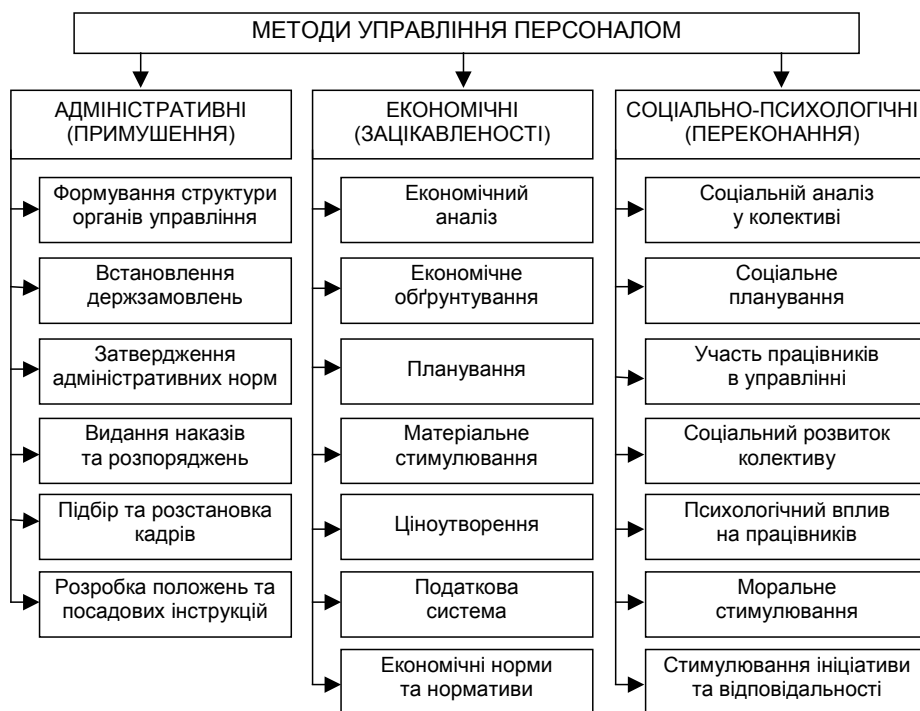 МЕТОДИ УПРАВЛІННЯ ПЕРСОНАЛОМ
АДМІНІСТРАТИВНІ
(ПРИМУШЕННЯ)
Формування структури
органів управління
Встановлення
держзамовлень
Затвердження
адміністративних норм
Видання наказів
та розпоряджень
Підбір та розстановка
кадрів
Розробка положень та
посадових інструкцій
ЕКОНОМІЧНІ
(ЗАЦІКАВЛЕНОСТІ)
Економічний
аналіз
Економічне
обґрунтування
Планування
Матеріальне
стимулювання
Ціноутворення
Податкова
система
Економічні норми
та нормативи
СОЦІАЛЬНО-ПСИХОЛОГІЧНІ
(ПЕРЕКОНАННЯ)
Соціальній аналіз
у колективі
Соціальне
планування
Участь працівників
в управлінні
Соціальний розвиток
колективу
Психологічний вплив
на працівників
Моральне
стимулювання
Стимулювання ініціативи
та відповідальності